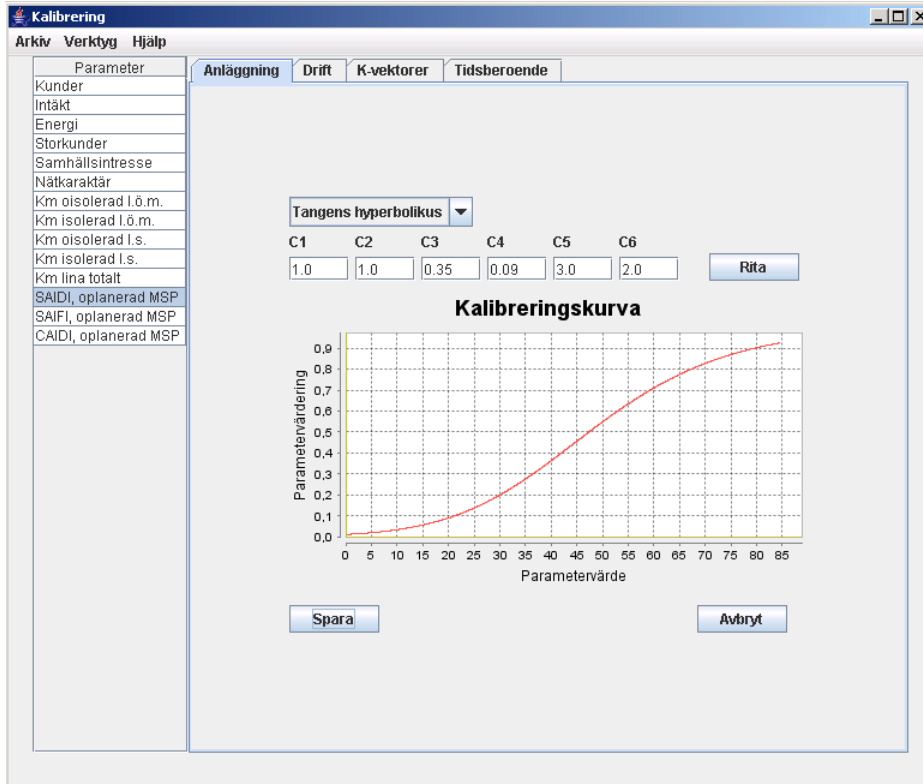 Kalibrering
Arkiv Verktyg Hjälp
Parameter
Kunder
Intäkt
Energi
Storkunder
Samhällsintresse
Nätkaraktär
Km oisolerad l.ö.m.
Km isolerad l.ö.m.
Km oisolerad l.s.
Km isolerad l.s.
Km lina totalt
SAIDI, oplanerad MSP
SAIFI, oplanerad MSP
CAIDI, oplanerad MSP
Anläggning Drift K-vektorer Tidsberoende
Tangens hyperbolikus
C1 C2 C3 C4 C5 C6
1.0 1.0 0.35 0.09 3.0 2.0 Rita
Kalibreringskurva
Parametervärdering
0,9
0,8
0,7
0,6
0,5
0,4
0,3
0,2
0,1
0,0
0 5 10 15 20 25 30 35 40 45 50 55 60 65 70 75 80 85
Parametervärde
Spara Avbryt